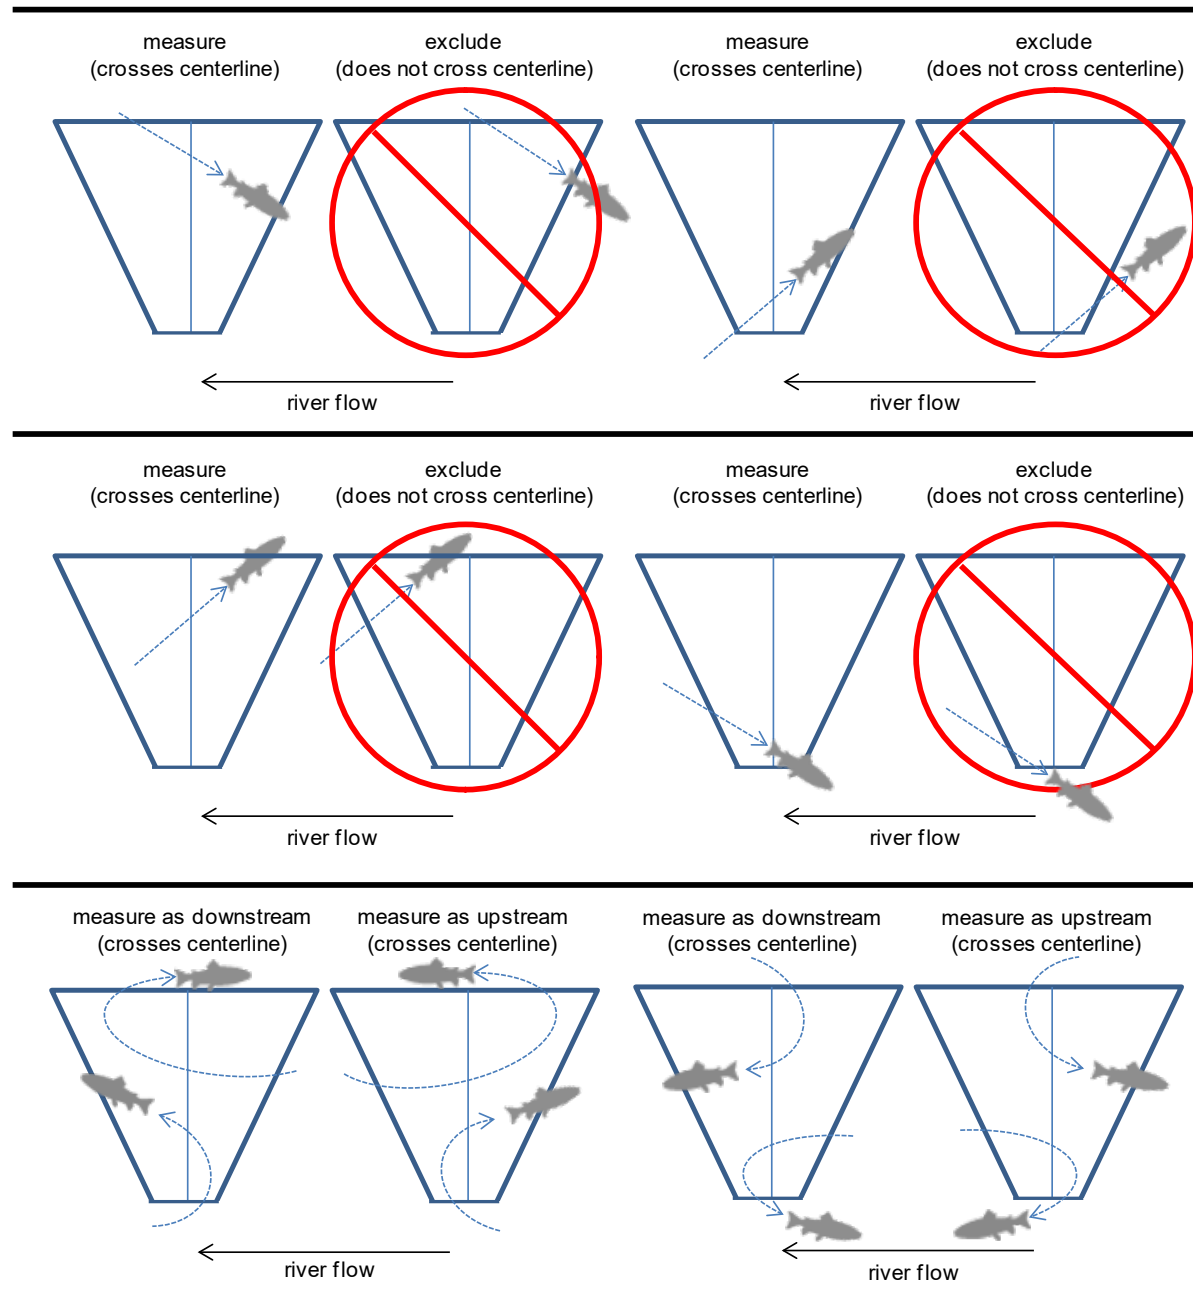 measure
(crosses centerline)
exclude
(does not cross centerline)
measure
(crosses centerline)
exclude
(does not cross centerline)
river flow
river flow
measure
(crosses centerline)
exclude
(does not cross centerline)
measure
(crosses centerline)
exclude
(does not cross centerline)
river flow
river flow
measure as downstream
(crosses centerline)
measure as upstream
(crosses centerline)
measure as downstream
(crosses centerline)
measure as upstream
(crosses centerline)
river flow
river flow